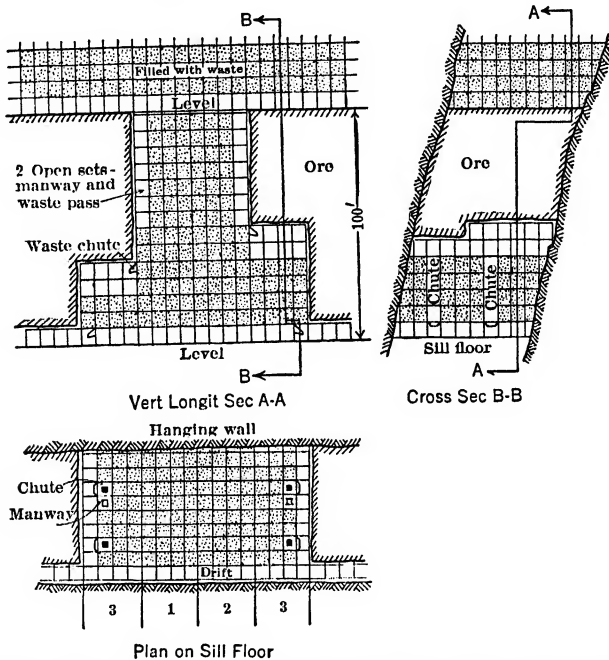 B
Filled with waste
Level
2 Open sets-
manway and
waste pass
Ore
100'
Waste chute
B
Level
Vert Longit Sec A-A
A
Ore
Chute
Chute
Sill floor
A
Cross Sec B-B
Hanging wall
Chute
Manway
Drift
3 1 2 3
Plan on Sill Floor